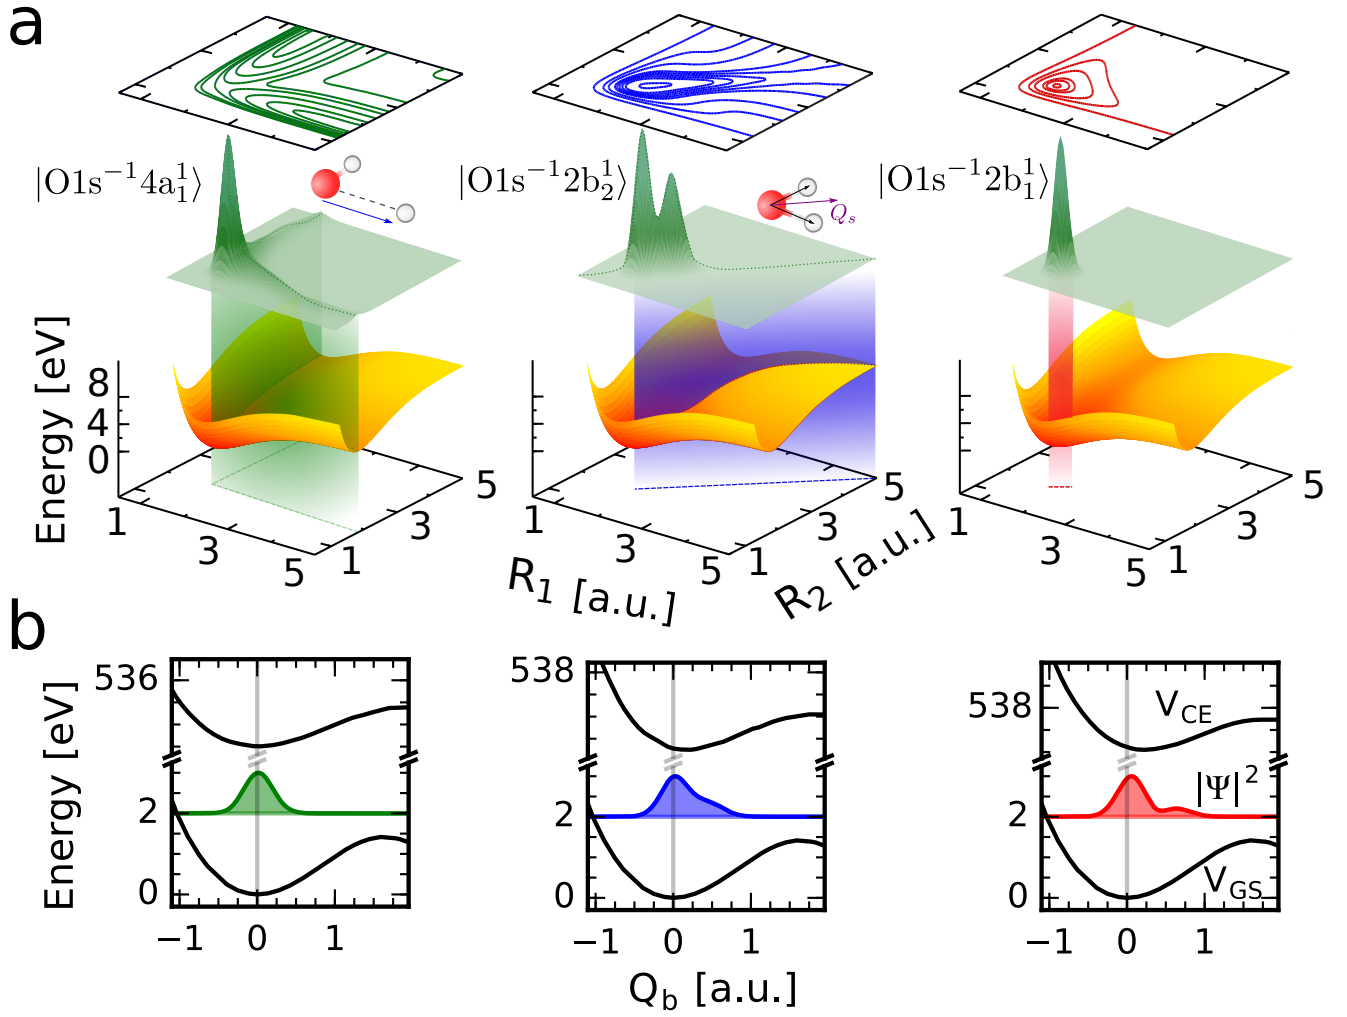 a
|O1s⁻¹4a₁¹⟩
|O1s⁻¹2b₂¹⟩
|O1s⁻¹2b₁¹⟩
Qₛ
Energy [eV]
8
4
0
1
3
5
1
3
5
1
3
5
1
3
5
1
3
5
1
3
5
R₁ [a.u.]
R₂ [a.u.]
b
Energy [eV]
536
2
0
−1
0
1
538
2
0
−1
0
1
538
2
0
−1
0
1
V_CE
|Ψ|²
V_GS
Q_b [a.u.]